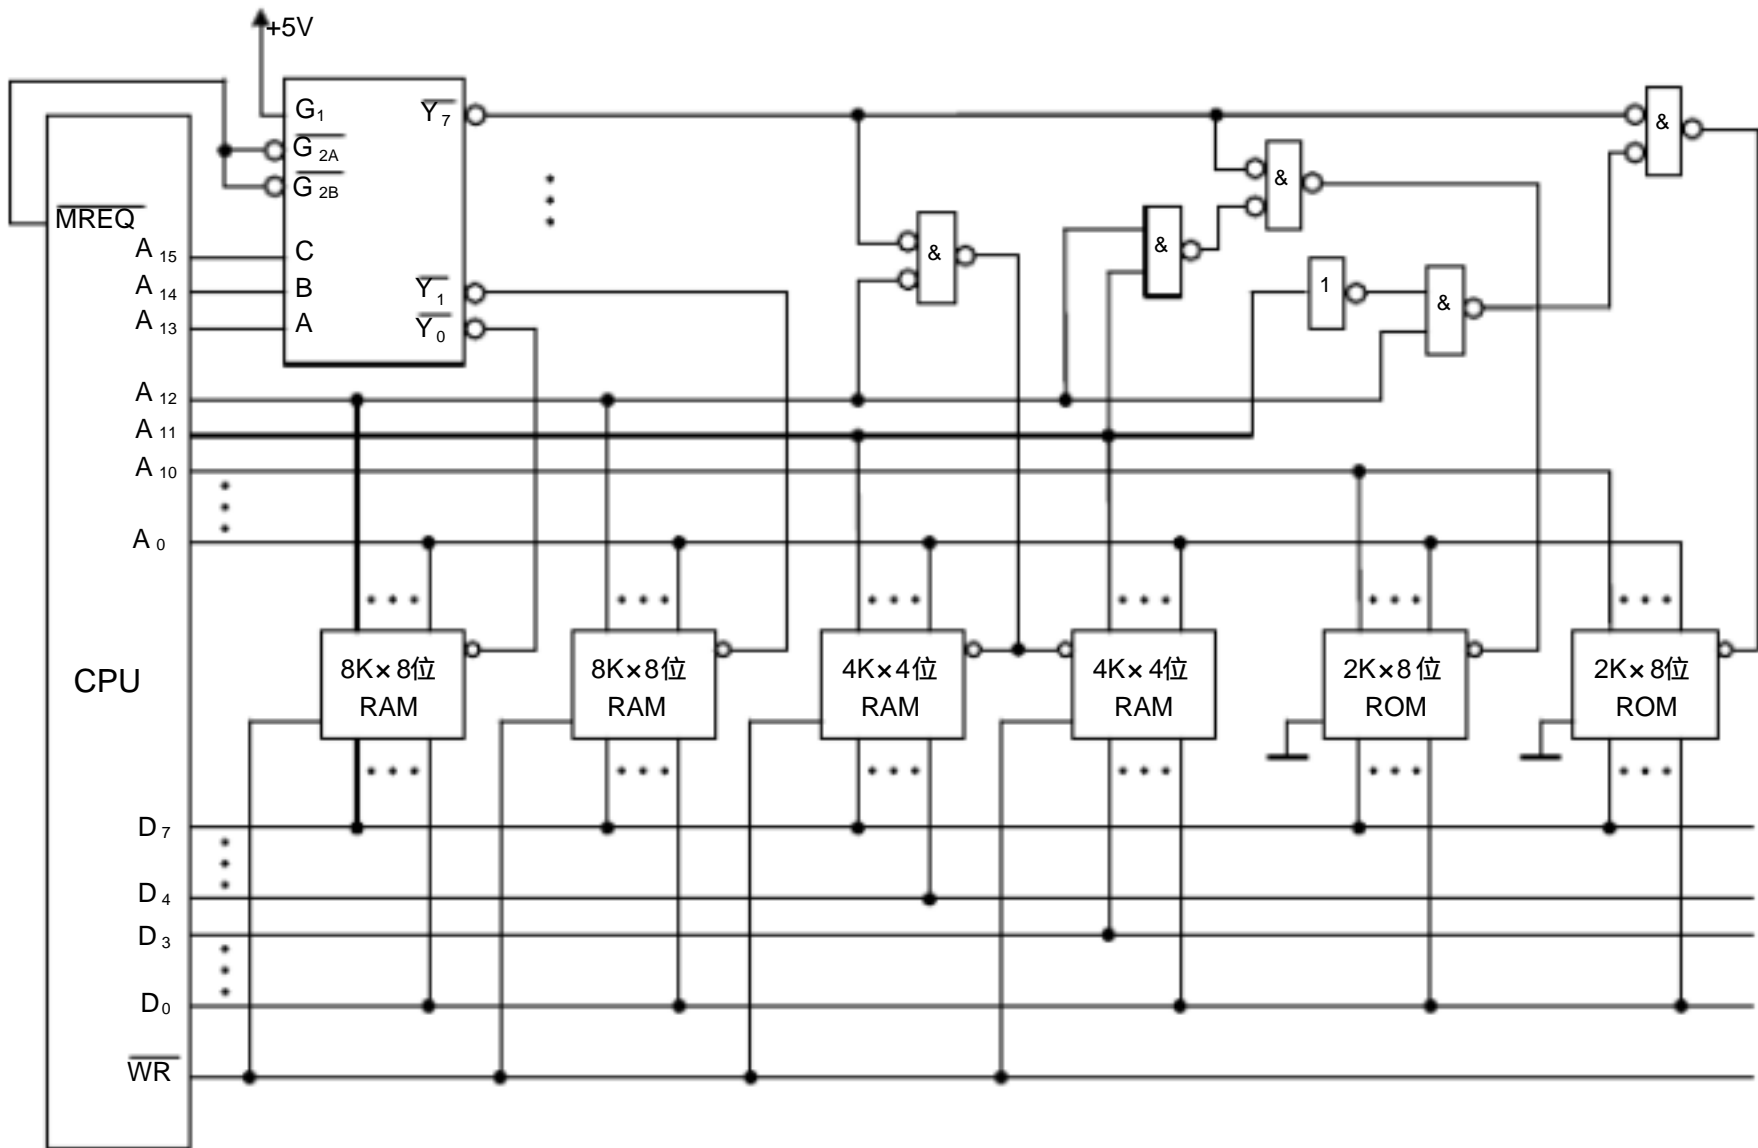 +5V
G1
G2A
G2B
C
B
A
Y7
Y1
Y0
&
&
&
&
1
&
MREQ
A15
A14
A13
A12
A11
A10
A0
CPU
8K×8位
RAM
8K×8位
RAM
4K×4位
RAM
4K×4位
RAM
2K×8位
ROM
2K×8位
ROM
D7
D4
D3
D0
WR